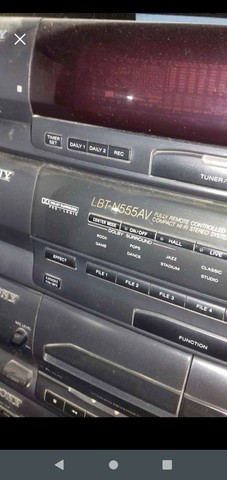 TIMER SET
DAILY 1
DAILY 2
REC
TUNER/
DOLBY SURROUND
PRO · LOGIC
LBT-N555AV
FULLY REMOTE CONTROLLED
COMPACT HI-FI STEREO
CENTER MODE
ON/OFF
HALL
LIVE
DOLBY SURROUND
ROCK
POPS
JAZZ
CLASSIC
GAME
DANCE
STADIUM
STUDIO
EFFECT
FILE 1
FILE 2
FILE 3
FILE 4
FUNCTION